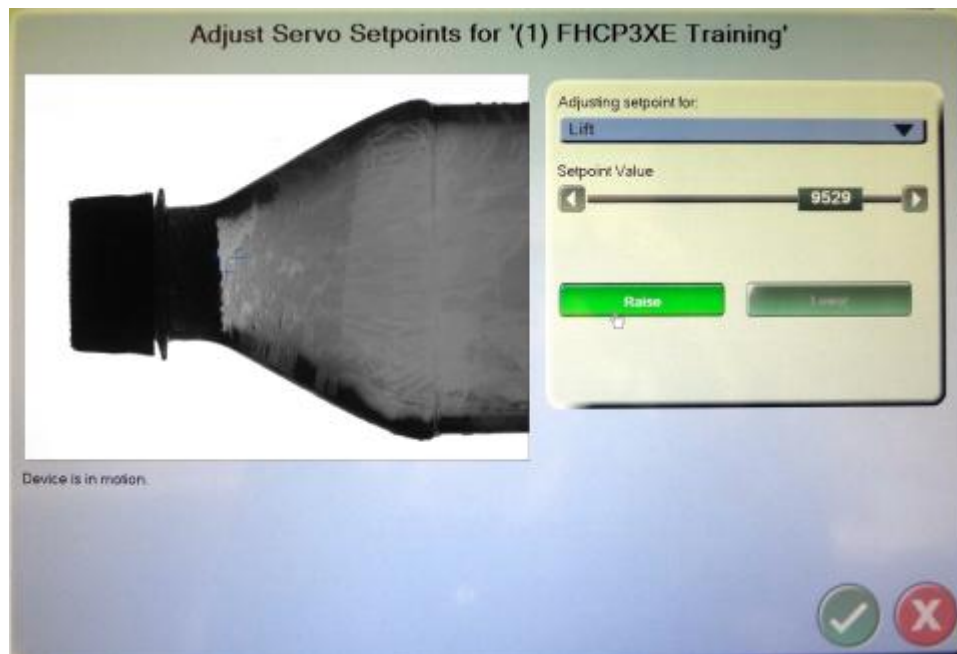 Adjust Servo Setpoints for '(1) FHCP3XE Training'
Adjusting setpoint for:
Lift
Setpoint Value
9529
Raise
Lower
Device is in motion.